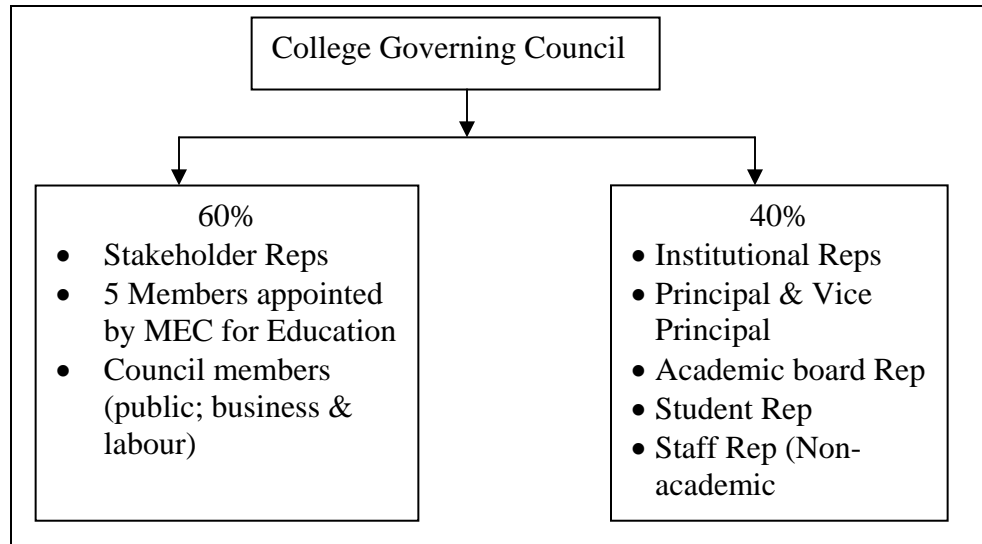 College Governing Council
60%
• Stakeholder Reps
• 5 Members appointed
by MEC for Education
• Council members
(public; business &
labour)
40%
• Institutional Reps
• Principal & Vice
Principal
• Academic board Rep
• Student Rep
• Staff Rep (Non-
academic